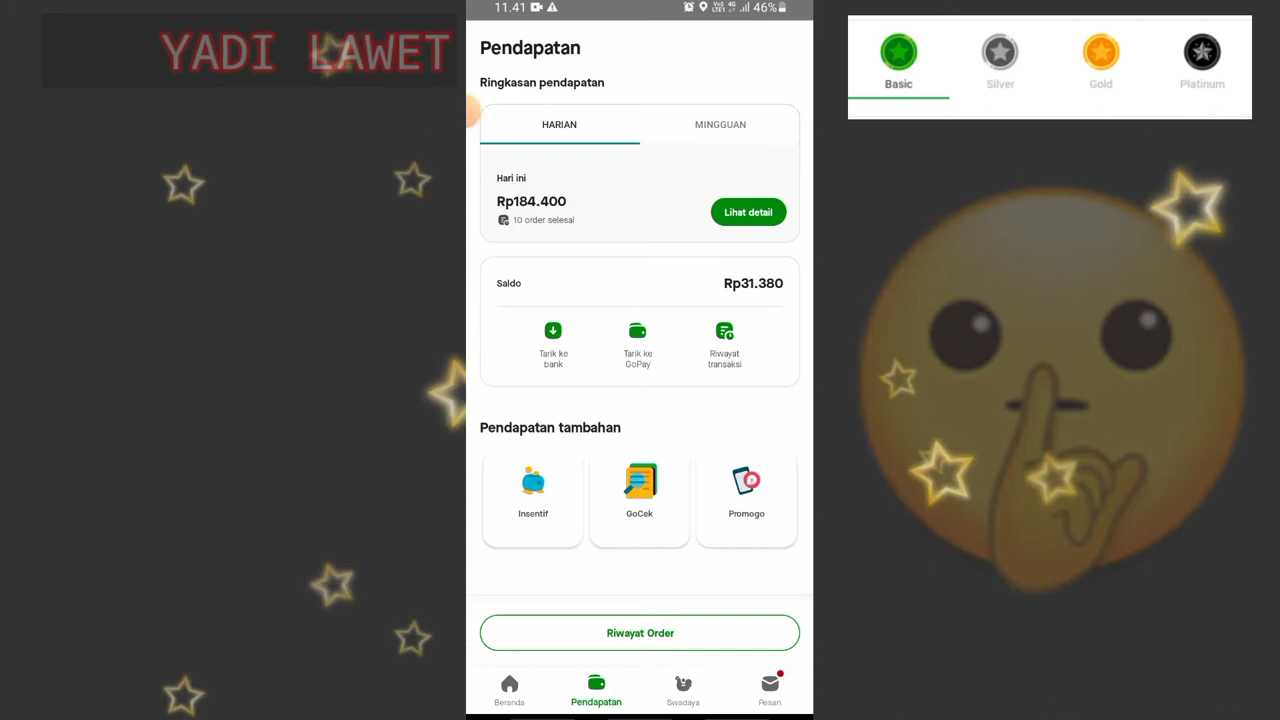 YADI LAWET
11.41
VoLTE1 4G 46%
Pendapatan
Ringkasan pendapatan
HARIAN
MINGGUAN
Hari ini
Rp184.400
10 order selesai
Lihat detail
Saldo
Rp31.380
Tarik ke
bank
Tarik ke
GoPay
Riwayat
transaksi
Pendapatan tambahan
Insentif
GoCek
Promogo
Riwayat Order
Beranda
Pendapatan
Swadaya
Pesan
Basic
Silver
Gold
Platinum